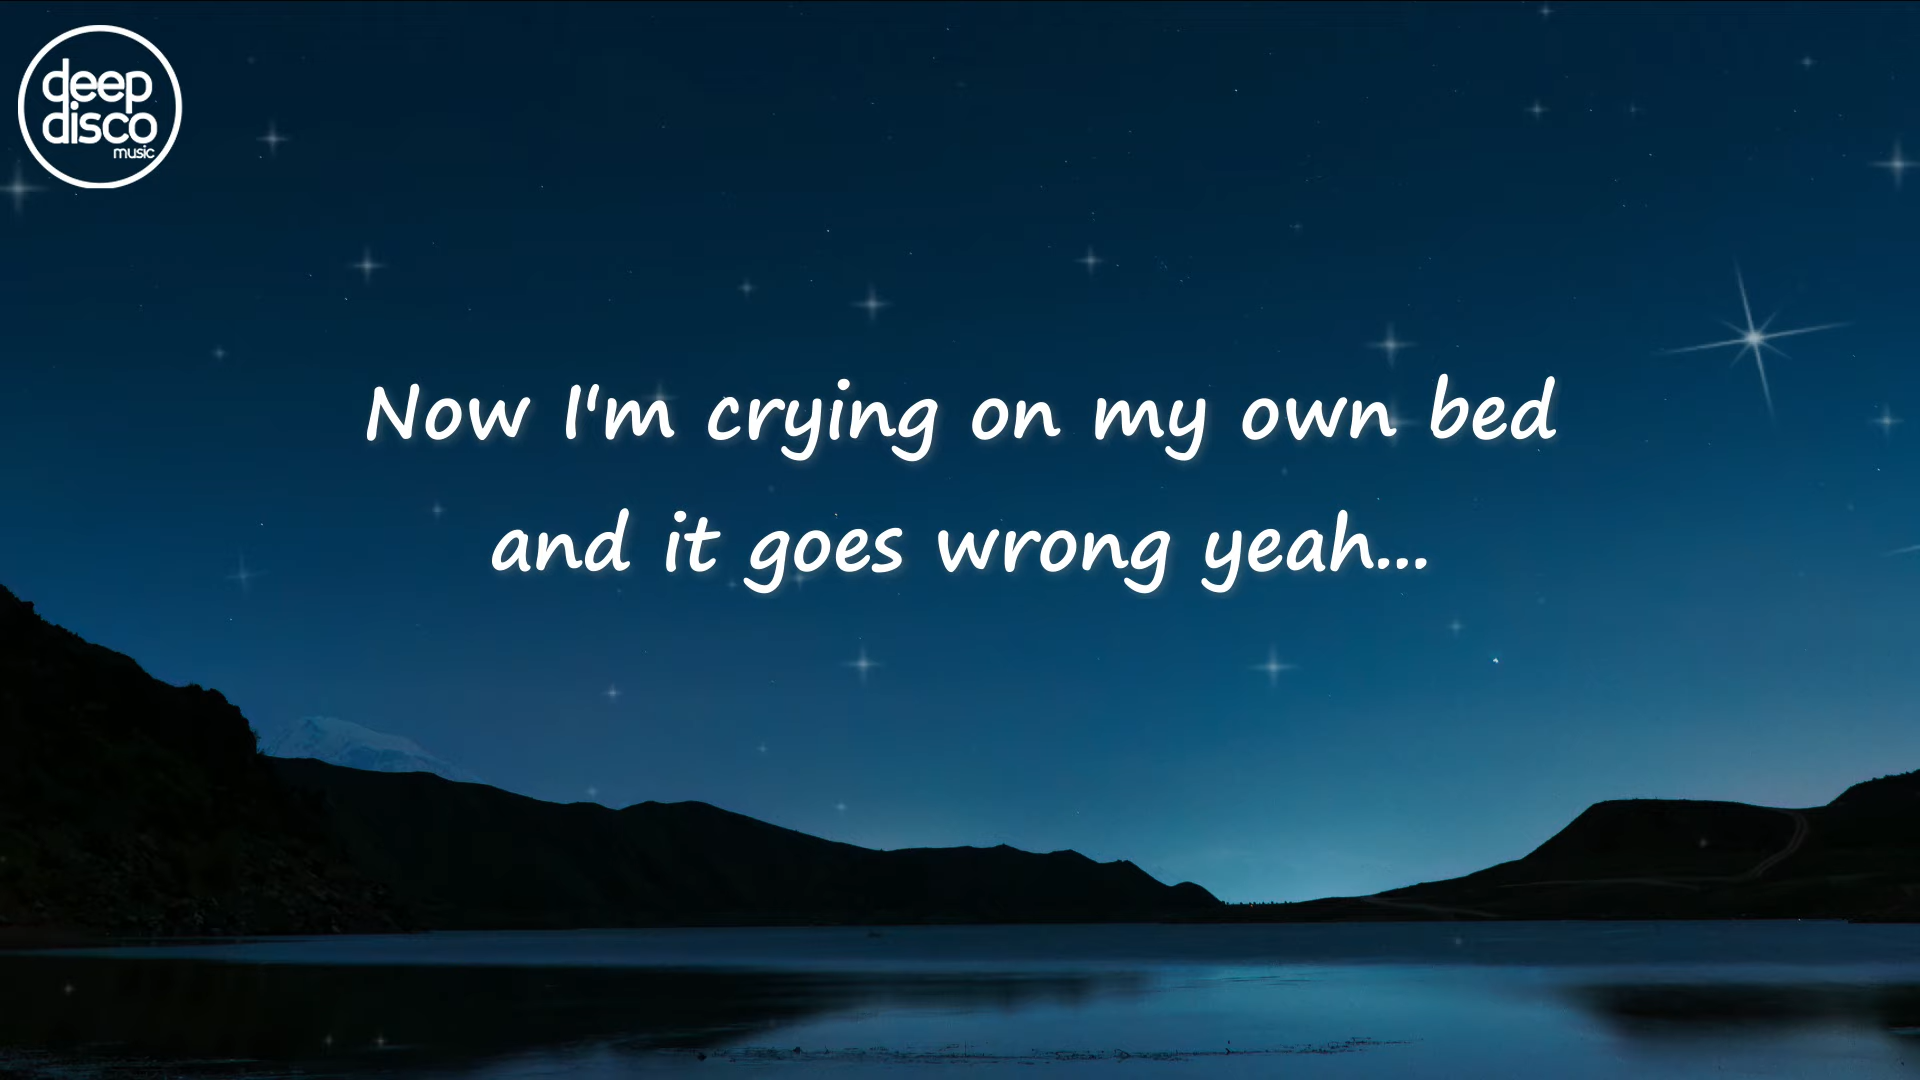 deep
disco
music
Now I'm crying on my own bed
and it goes wrong yeah...